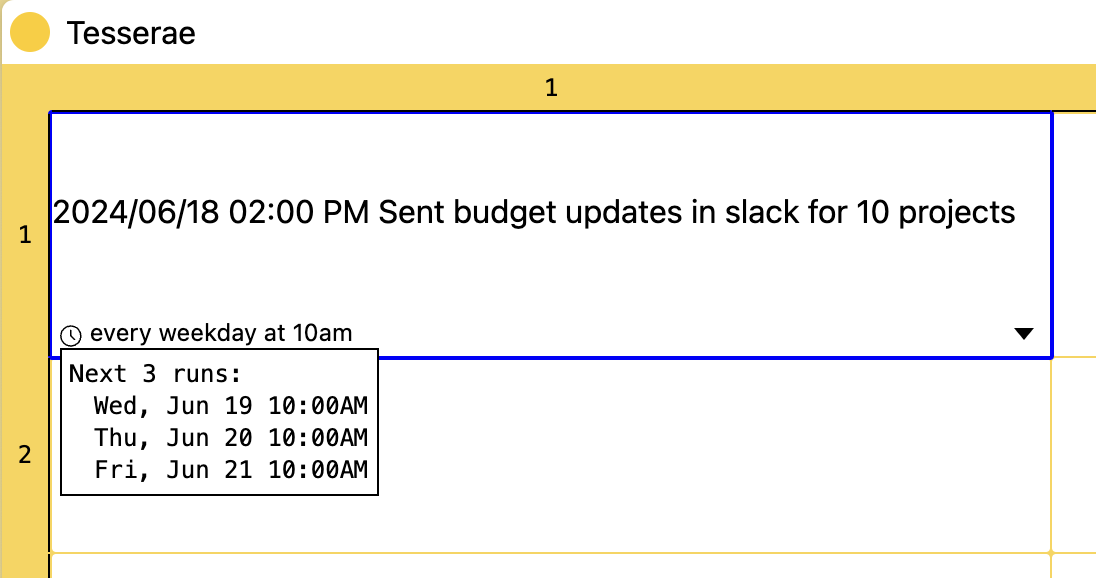 Tesserae
1
1
2024/06/18 02:00 PM Sent budget updates in slack for 10 projects
every weekday at 10am
Next 3 runs:
Wed, Jun 19 10:00AM
Thu, Jun 20 10:00AM
Fri, Jun 21 10:00AM
2